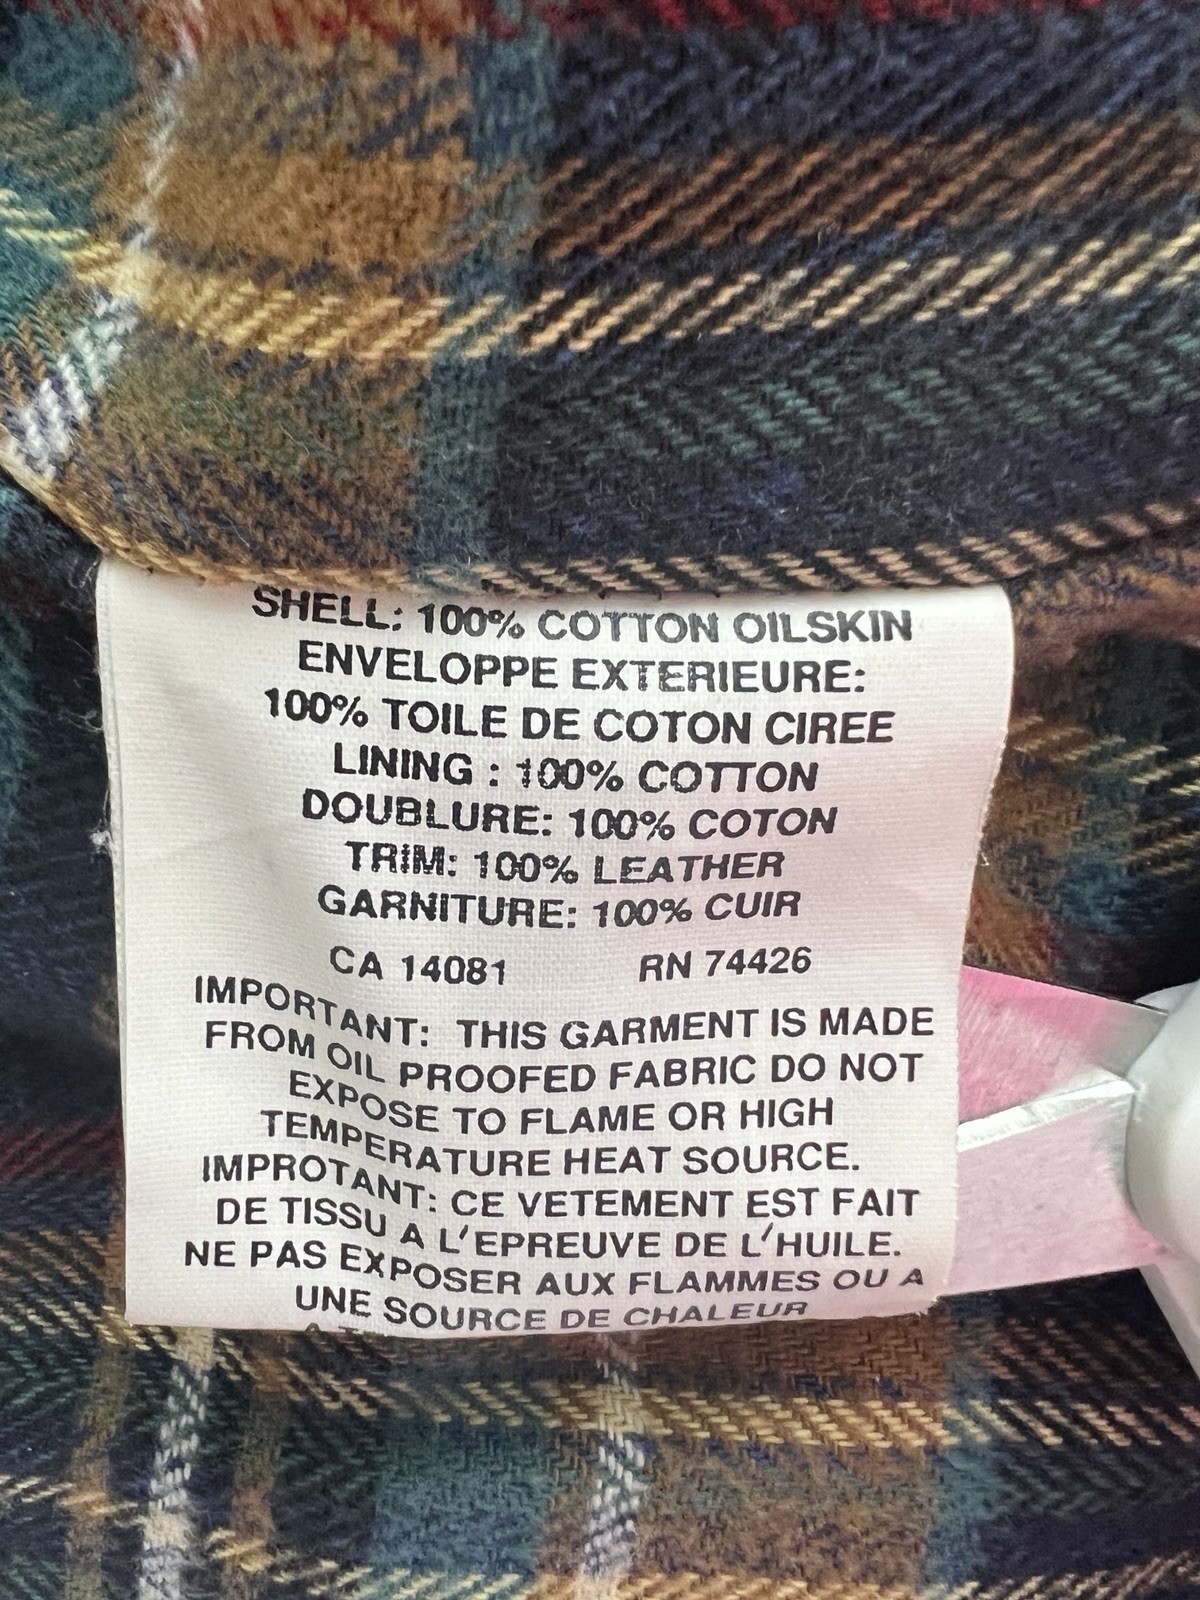 SHELL: 100% COTTON OILSKIN
ENVELOPPE EXTERIEURE:
100% TOILE DE COTON CIREE
LINING : 100% COTTON
DOUBLURE: 100% COTON
TRIM: 100% LEATHER
GARNITURE: 100% CUIR
CA 14081 RN 74426
IMPORTANT: THIS GARMENT IS MADE
FROM OIL PROOFED FABRIC DO NOT
EXPOSE TO FLAME OR HIGH
TEMPERATURE HEAT SOURCE.
IMPROTANT: CE VETEMENT EST FAIT
DE TISSU A L'EPREUVE DE L'HUILE.
NE PAS EXPOSER AUX FLAMMES OU A
UNE SOURCE DE CHALEUR